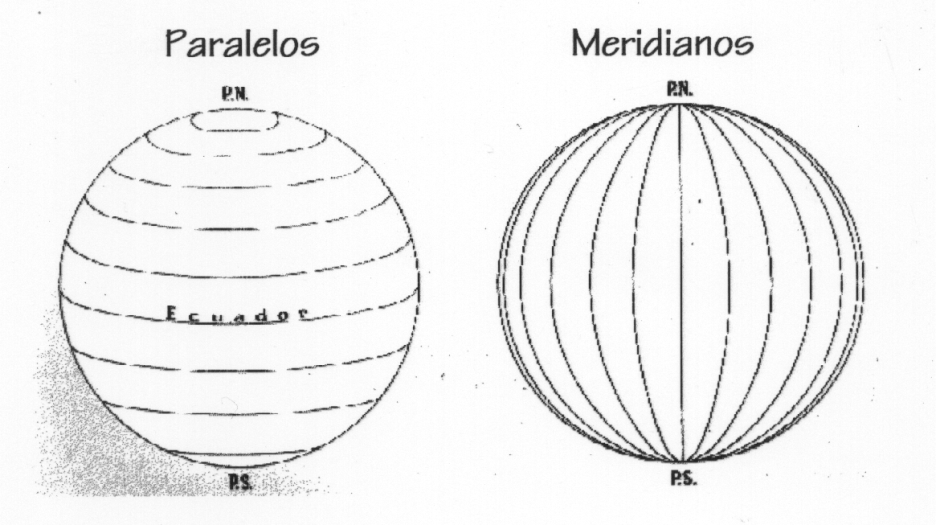 Paralelos
P.N.
Ecuador
P.S.
Meridianos
P.N.
P.S.